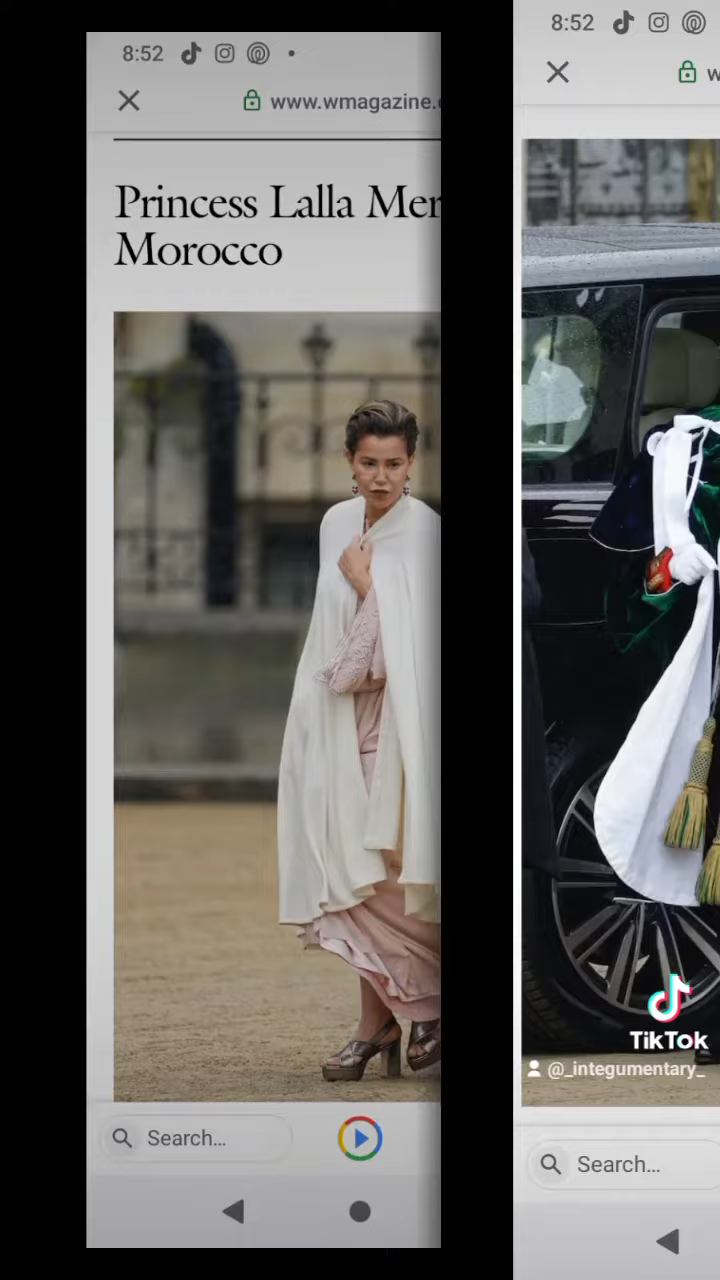 8:52
www.wmagazine.
Princess Lalla Mer
Morocco
Search...
8:52
w
TikTok
@_integumentary_
Search...